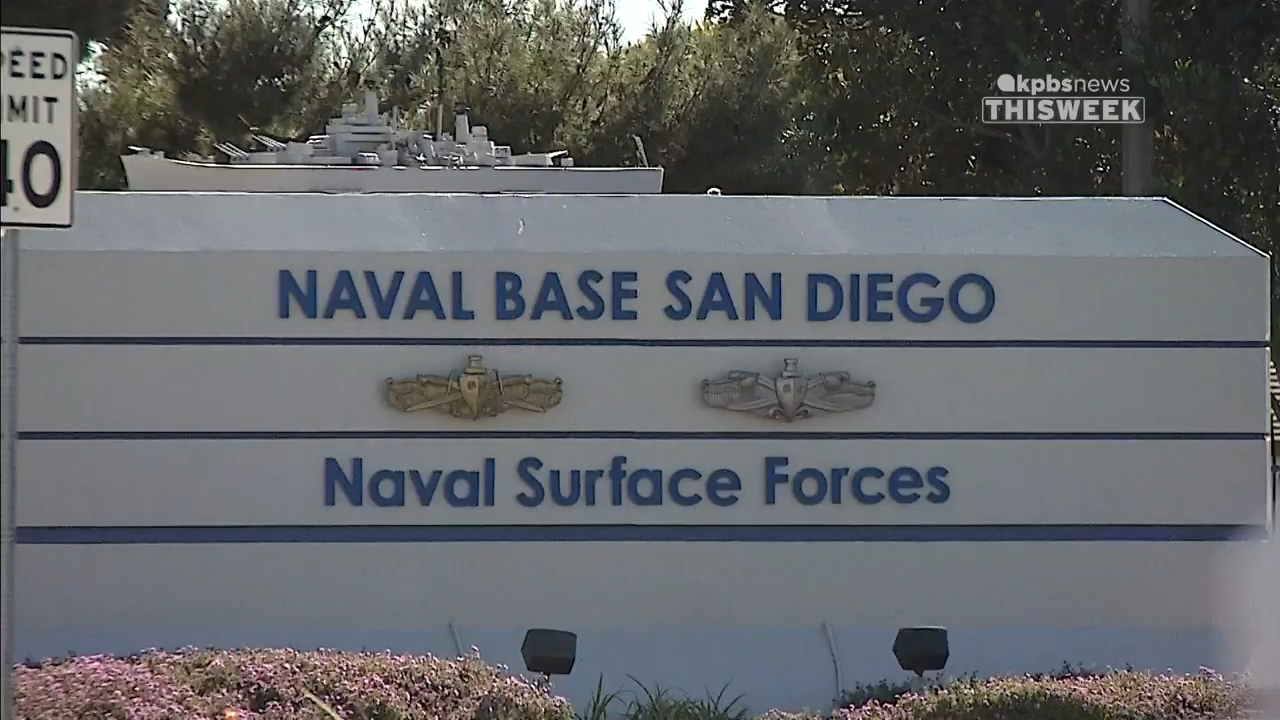 PEED
IMIT
40
kpbsnews
THISWEEK
NAVAL BASE SAN DIEGO
Naval Surface Forces